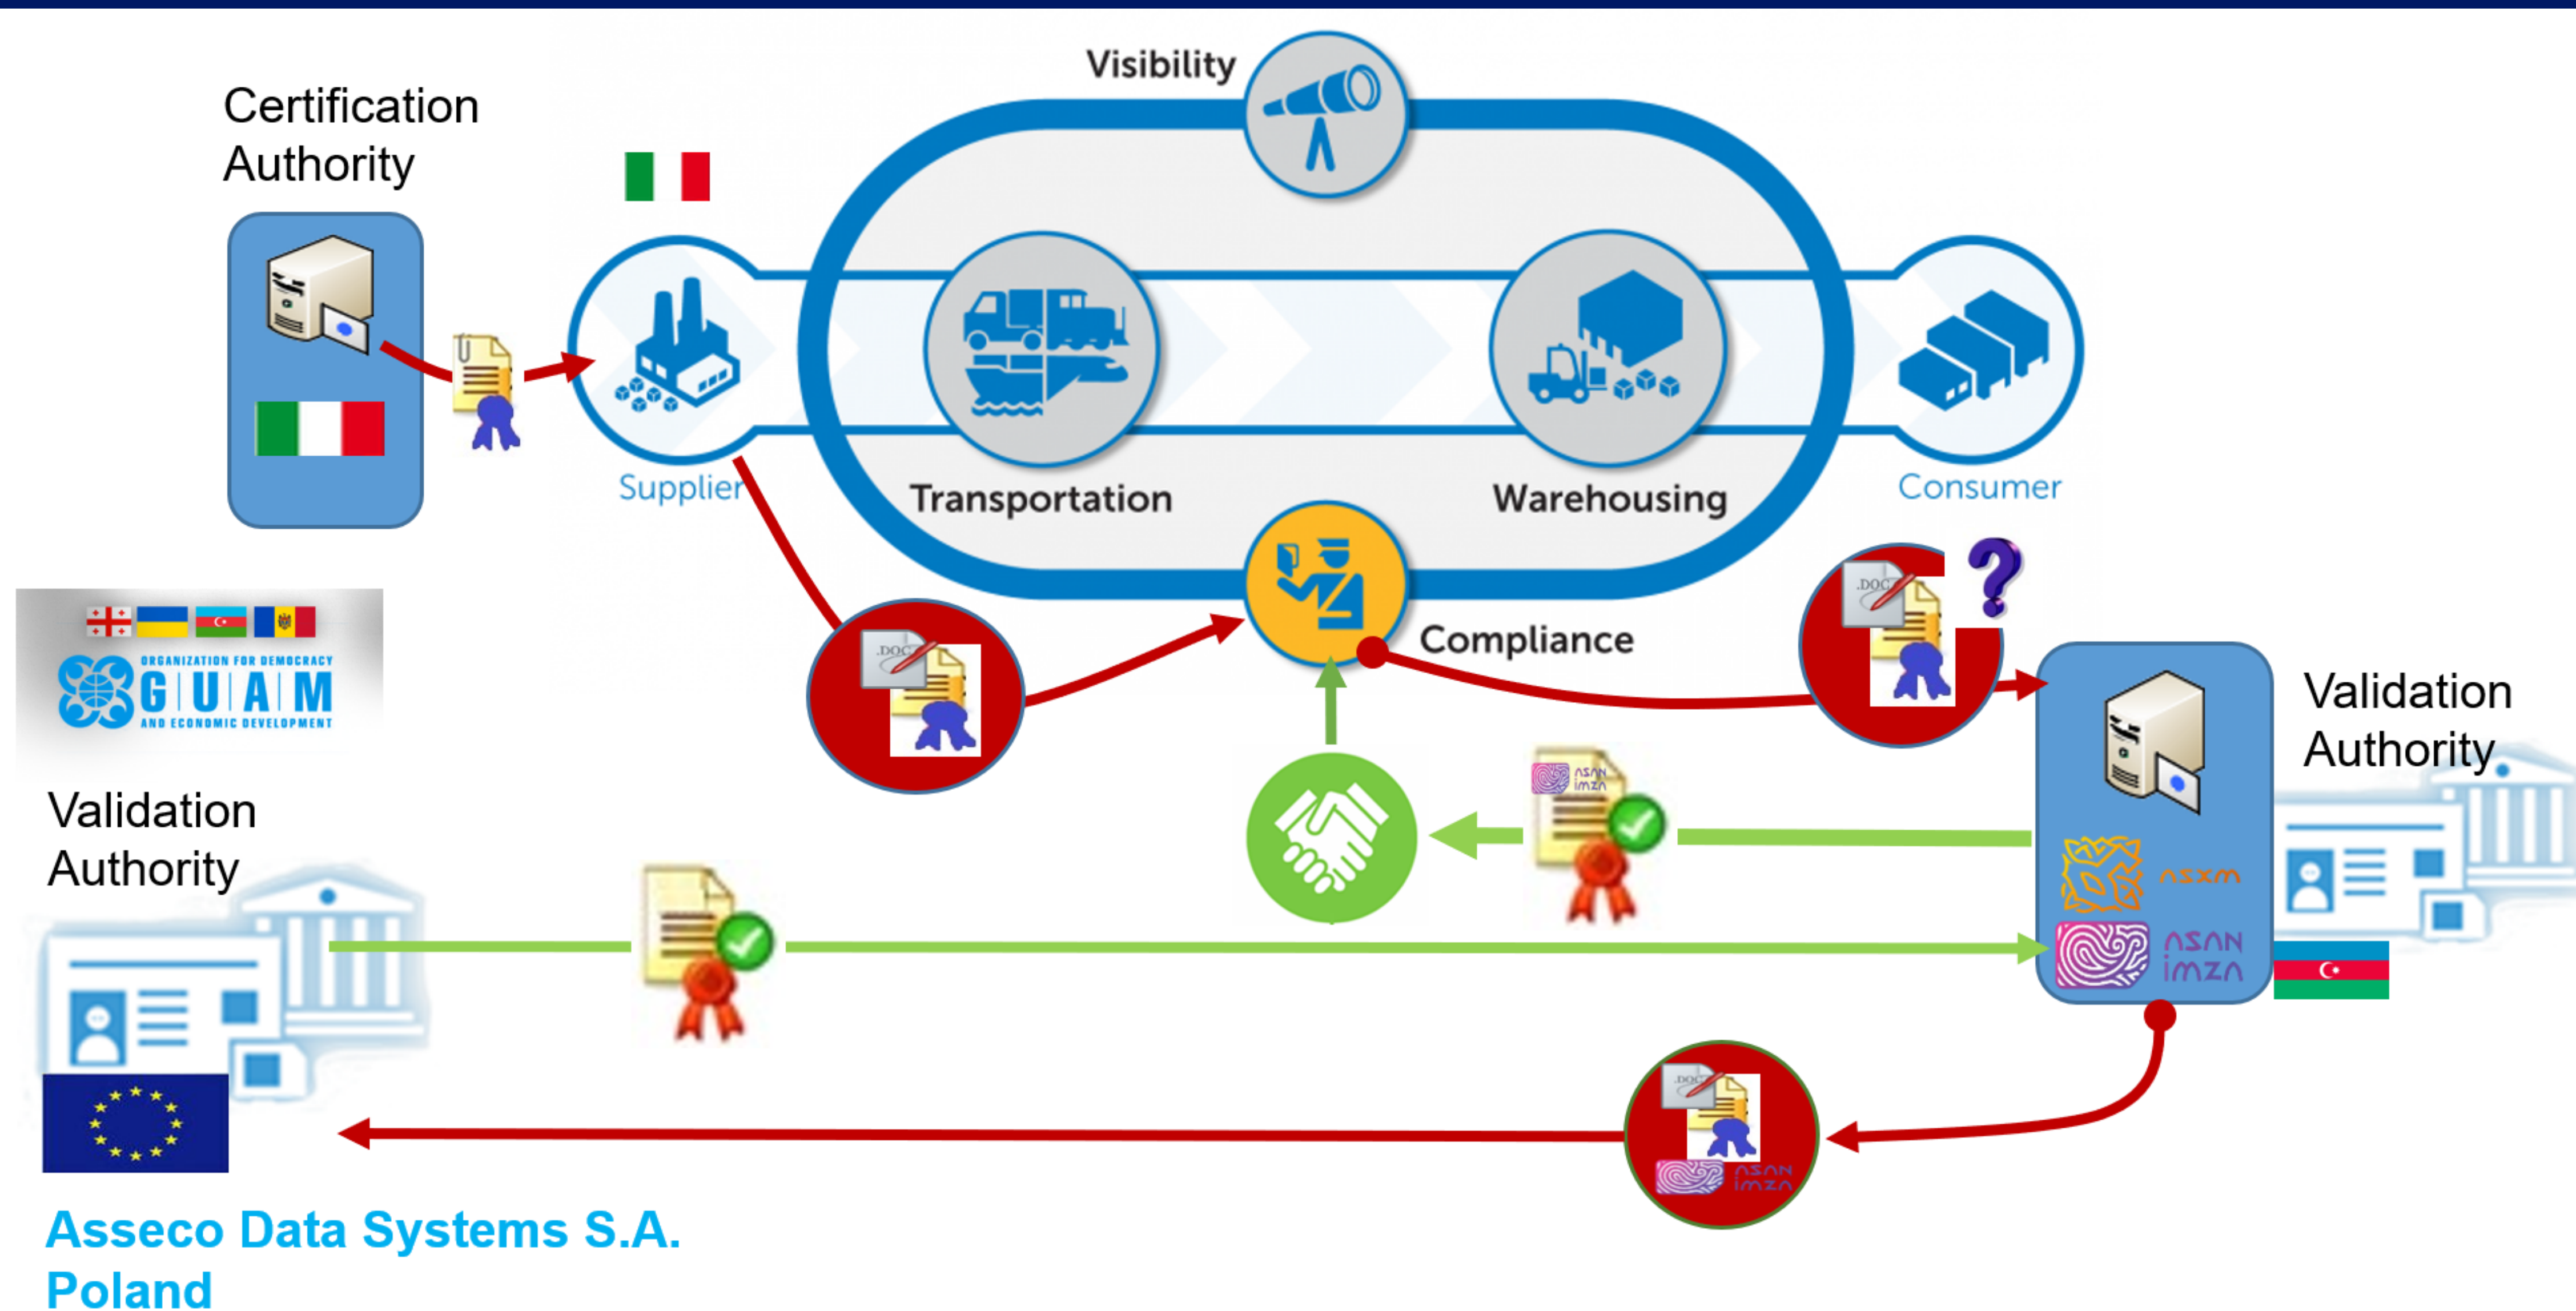 Visibility
Certification
Authority
Supplier
Transportation
Warehousing
Consumer
Compliance
.DOC
.DOC
?
ORGANIZATION FOR DEMOCRACY
G|U|A|M
AND ECONOMIC DEVELOPMENT
Validation
Authority
Validation
Authority
ASAN
imza
ASXM
ASAN
imza
.DOC
ASAN
imza
Asseco Data Systems S.A.
Poland